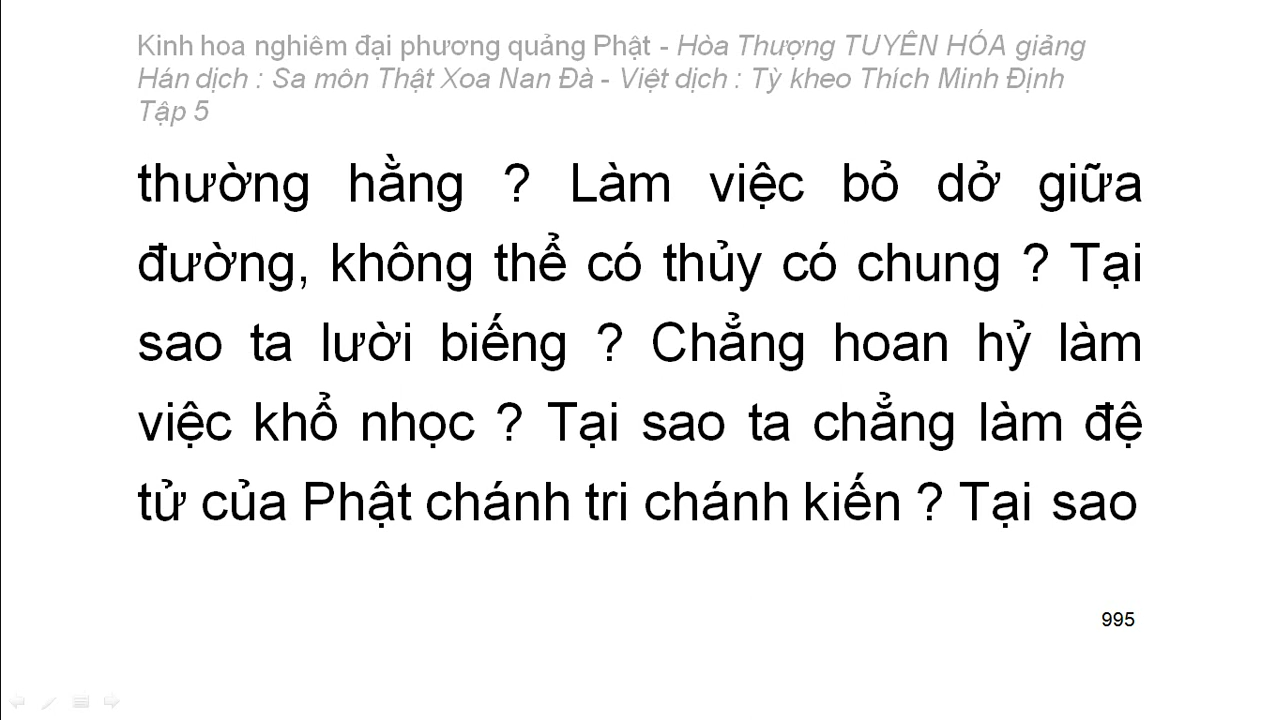 Kinh hoa nghiêm đại phương quảng Phật - Hòa Thượng TUYÊN HÓA giảng
Hán dịch : Sa môn Thật Xoa Nan Đà - Việt dịch : Tỳ kheo Thích Minh Định
Tập 5
thường hằng ? Làm việc bỏ dở giữa
đường, không thể có thủy có chung ? Tại
sao ta lười biếng ? Chẳng hoan hỷ làm
việc khổ nhọc ? Tại sao ta chẳng làm đệ
tử của Phật chánh tri chánh kiến ? Tại sao
995